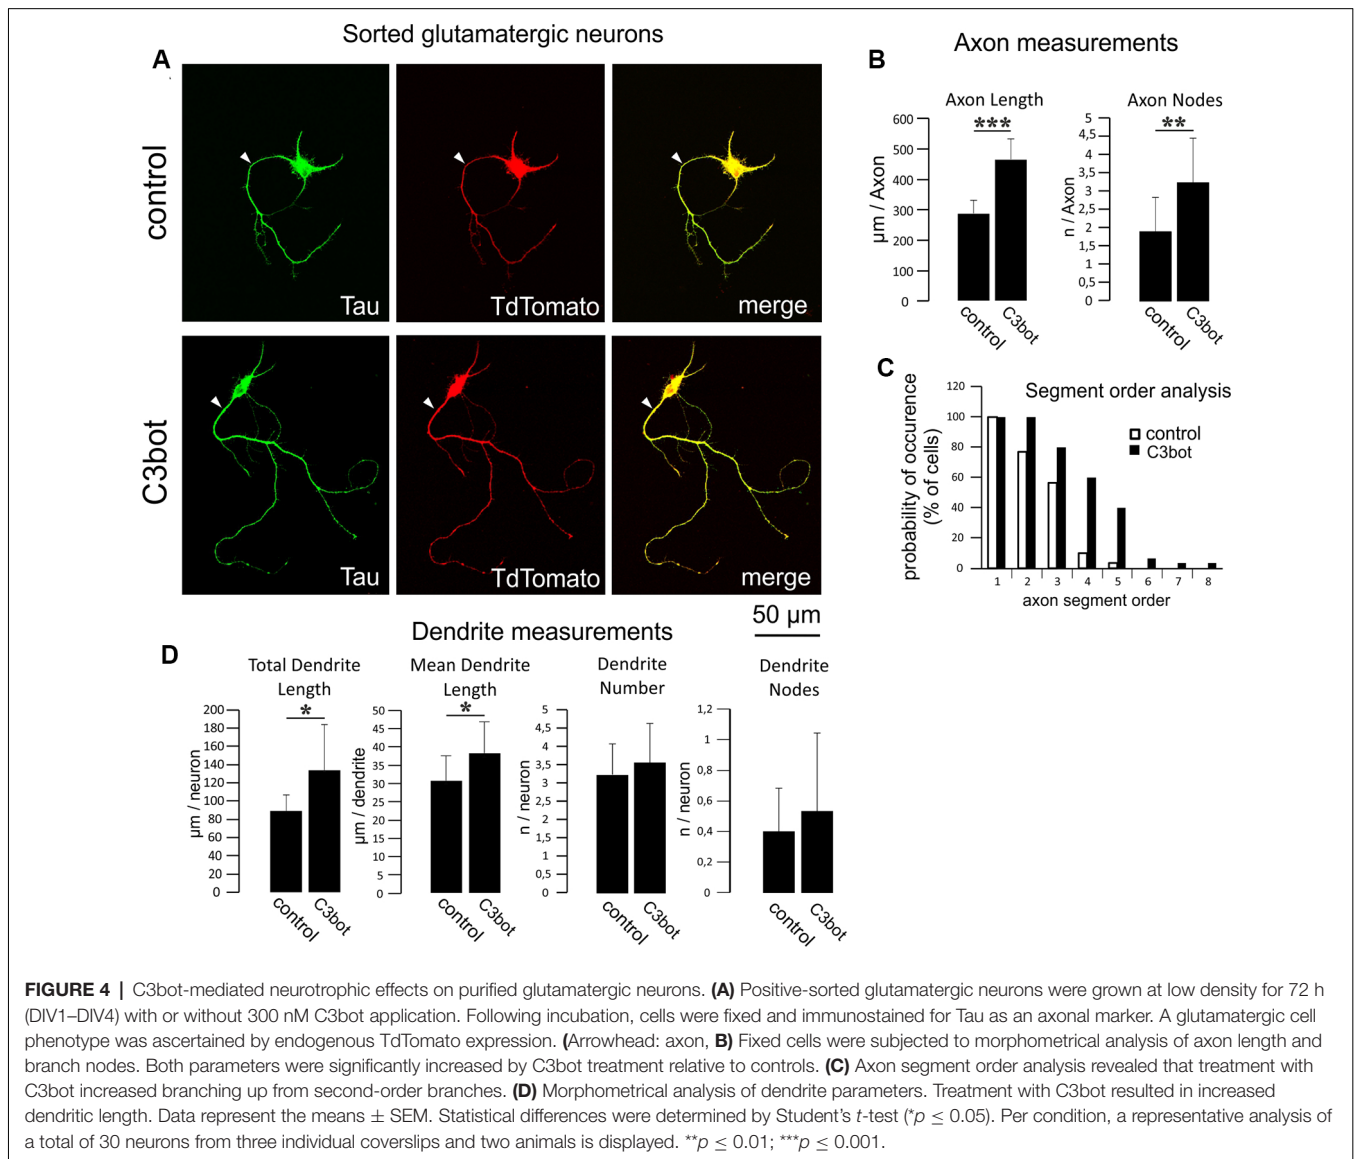 Sorted glutamatergic neurons
A
control
Tau
TdTomato
merge
C3bot
Tau
TdTomato
merge
50 µm
Axon measurements
B
Axon Length
***
600
500
400
300
200
100
0
µm / Axon
control
C3bot
Axon Nodes
**
5
4,5
4
3,5
3
2,5
2
1,5
1
0,5
0
n / Axon
control
C3bot
C
Segment order analysis
120
100
80
60
40
20
0
probability of occurence
(% of cells)
control
C3bot
1 2 3 4 5 6 7 8
axon segment order
Dendrite measurements
D
Total Dendrite
Length
*
200
180
160
140
120
100
80
60
40
20
0
µm / neuron
control
C3bot
Mean Dendrite
Length
*
50
45
40
35
30
25
20
15
10
5
0
µm / dendrite
control
C3bot
Dendrite
Number
5
4,5
4
3,5
3
2,5
2
1,5
1
0,5
0
n / neuron
control
C3bot
Dendrite
Nodes
1,2
1
0,8
0,6
0,4
0,2
0
n / neuron
control
C3bot
FIGURE 4 | C3bot-mediated neurotrophic effects on purified glutamatergic neurons. (A) Positive-sorted glutamatergic neurons were grown at low density for 72 h
(DIV1–DIV4) with or without 300 nM C3bot application. Following incubation, cells were fixed and immunostained for Tau as an axonal marker. A glutamatergic cell
phenotype was ascertained by endogenous TdTomato expression. (Arrowhead: axon, B) Fixed cells were subjected to morphometrical analysis of axon length and
branch nodes. Both parameters were significantly increased by C3bot treatment relative to controls. (C) Axon segment order analysis revealed that treatment with
C3bot increased branching up from second-order branches. (D) Morphometrical analysis of dendrite parameters. Treatment with C3bot resulted in increased
dendritic length. Data represent the means ± SEM. Statistical differences were determined by Student’s t-test (*p ≤ 0.05). Per condition, a representative analysis of
a total of 30 neurons from three individual coverslips and two animals is displayed. **p ≤ 0.01; ***p ≤ 0.001.